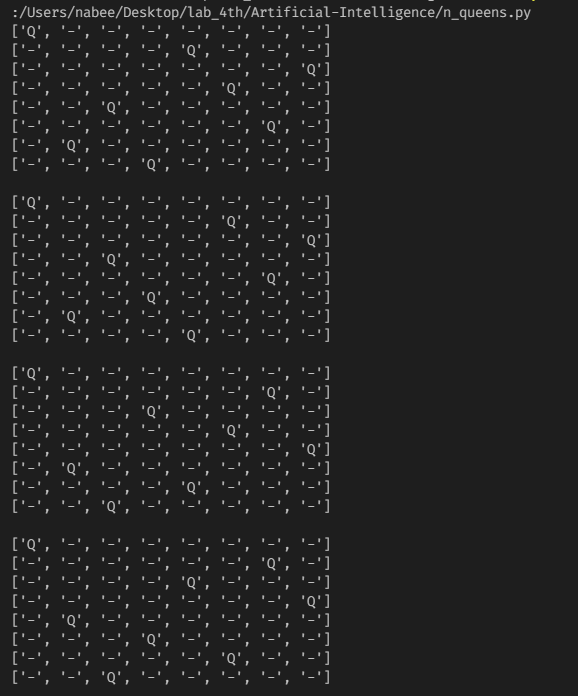 :/Users/nabee/Desktop/lab_4th/Artificial-Intelligence/n_queens.py
['Q', '-', '-', '-', '-', '-', '-', '-']
['-', '-', '-', '-', 'Q', '-', '-', '-']
['-', '-', '-', '-', '-', '-', '-', 'Q']
['-', '-', '-', '-', '-', 'Q', '-', '-']
['-', '-', 'Q', '-', '-', '-', '-', '-']
['-', '-', '-', '-', '-', '-', 'Q', '-']
['-', 'Q', '-', '-', '-', '-', '-', '-']
['-', '-', '-', 'Q', '-', '-', '-', '-']

['Q', '-', '-', '-', '-', '-', '-', '-']
['-', '-', '-', '-', '-', 'Q', '-', '-']
['-', '-', '-', '-', '-', '-', '-', 'Q']
['-', '-', 'Q', '-', '-', '-', '-', '-']
['-', '-', '-', '-', '-', '-', 'Q', '-']
['-', '-', '-', 'Q', '-', '-', '-', '-']
['-', 'Q', '-', '-', '-', '-', '-', '-']
['-', '-', '-', '-', 'Q', '-', '-', '-']

['Q', '-', '-', '-', '-', '-', '-', '-']
['-', '-', '-', '-', '-', '-', 'Q', '-']
['-', '-', '-', 'Q', '-', '-', '-', '-']
['-', '-', '-', '-', '-', 'Q', '-', '-']
['-', '-', '-', '-', '-', '-', '-', 'Q']
['-', 'Q', '-', '-', '-', '-', '-', '-']
['-', '-', '-', '-', 'Q', '-', '-', '-']
['-', '-', 'Q', '-', '-', '-', '-', '-']

['Q', '-', '-', '-', '-', '-', '-', '-']
['-', '-', '-', '-', '-', '-', 'Q', '-']
['-', '-', '-', '-', 'Q', '-', '-', '-']
['-', '-', '-', '-', '-', '-', '-', 'Q']
['-', 'Q', '-', '-', '-', '-', '-', '-']
['-', '-', '-', 'Q', '-', '-', '-', '-']
['-', '-', '-', '-', '-', 'Q', '-', '-']
['-', '-', 'Q', '-', '-', '-', '-', '-']